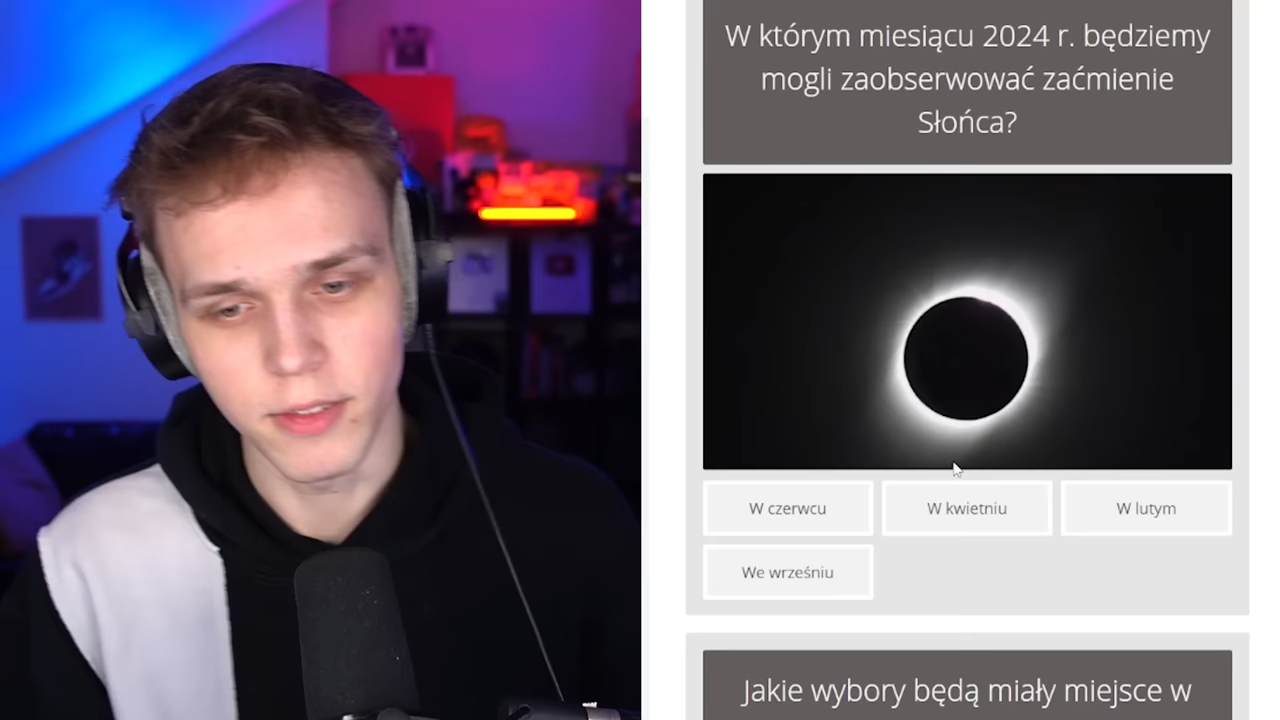 W którym miesiącu 2024 r. będziemy
mogli zaobserwować zaćmienie
Słońca?
W czerwcu
W kwietniu
W lutym
We wrześniu
Jakie wybory będą miały miejsce w